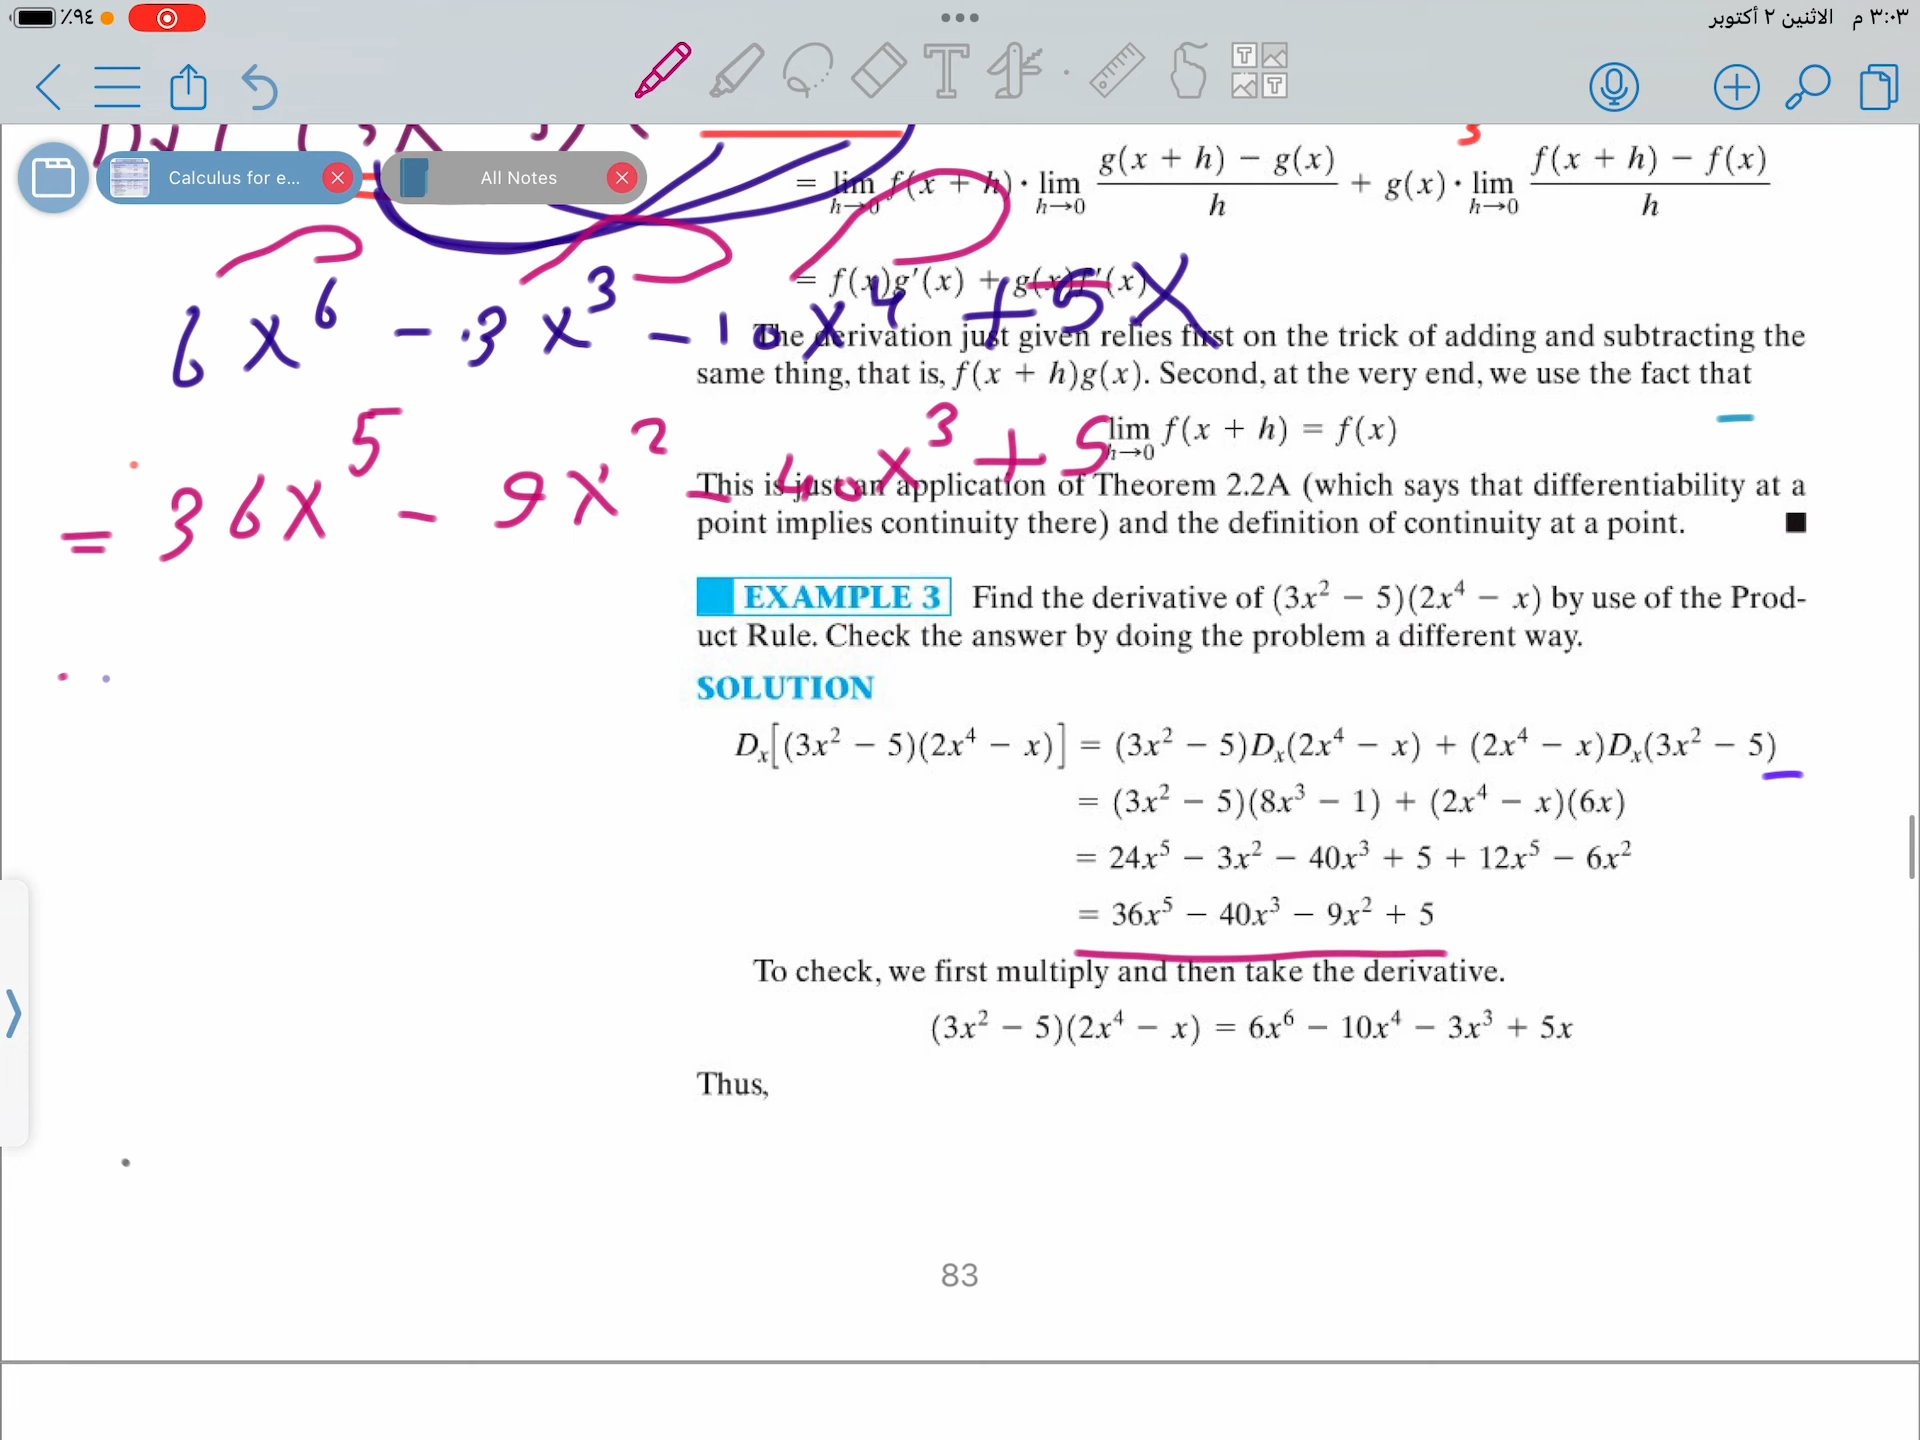 ٪٩٤
٣:٠٣ م الاثنين ٢ أكتوبر
Calculus for e...
All Notes
= lim h→0 f(x + h) · lim h→0 g(x + h) − g(x) / h + g(x) · lim h→0 f(x + h) − f(x) / h
= f(x)g′(x) + g(x)f′(x)
6x⁶ − 3x³ − 10x⁴ + 5x
The derivation just given relies first on the trick of adding and subtracting the
same thing, that is, f(x + h)g(x). Second, at the very end, we use the fact that
lim h→0 f(x + h) = f(x)
= 36x⁵ − 9x² − 40x³ + 5
This is just an application of Theorem 2.2A (which says that differentiability at a
point implies continuity there) and the definition of continuity at a point. ■
EXAMPLE 3 Find the derivative of (3x² − 5)(2x⁴ − x) by use of the Prod-
uct Rule. Check the answer by doing the problem a different way.
SOLUTION
Dₓ[(3x² − 5)(2x⁴ − x)] = (3x² − 5)Dₓ(2x⁴ − x) + (2x⁴ − x)Dₓ(3x² − 5)
= (3x² − 5)(8x³ − 1) + (2x⁴ − x)(6x)
= 24x⁵ − 3x² − 40x³ + 5 + 12x⁵ − 6x²
= 36x⁵ − 40x³ − 9x² + 5
To check, we first multiply and then take the derivative.
(3x² − 5)(2x⁴ − x) = 6x⁶ − 10x⁴ − 3x³ + 5x
Thus,
83